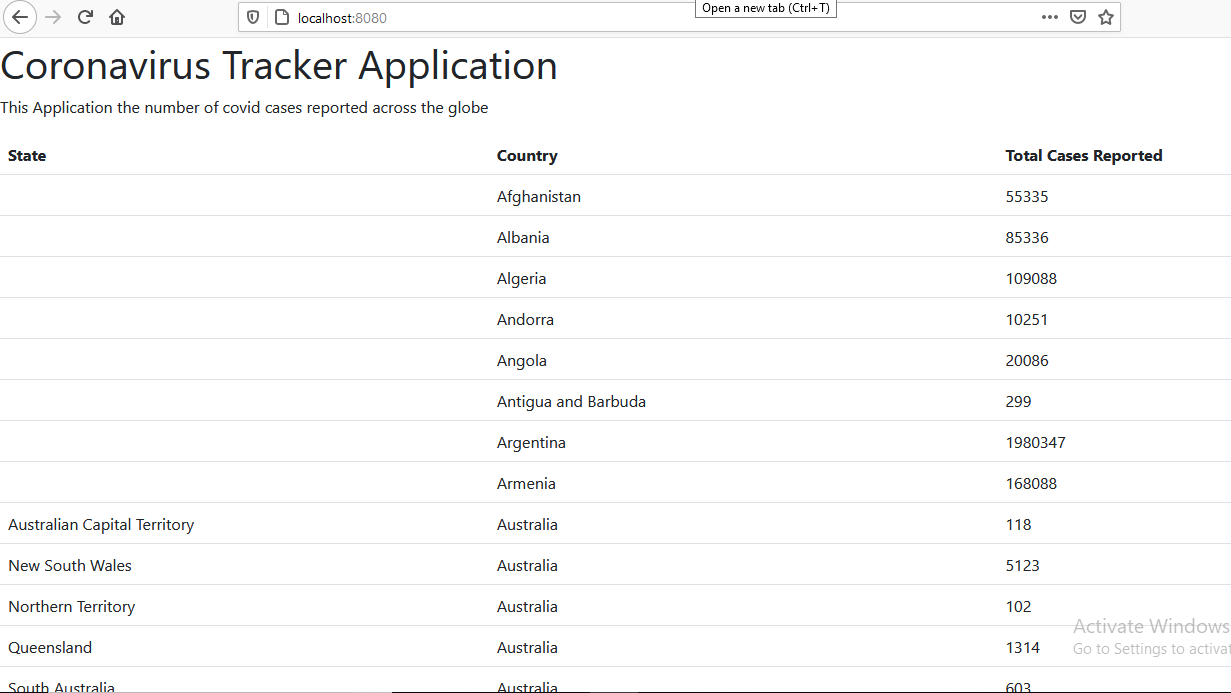 Open a new tab (Ctrl+T)
localhost:8080
Coronavirus Tracker Application
This Application the number of covid cases reported across the globe
State Country Total Cases Reported
Afghanistan 55335
Albania 85336
Algeria 109088
Andorra 10251
Angola 20086
Antigua and Barbuda 299
Argentina 1980347
Armenia 168088
Australian Capital Territory Australia 118
New South Wales Australia 5123
Northern Territory Australia 102
Activate Windows
Queensland Australia 1314
Go to Settings to activat
South Australia Australia 603